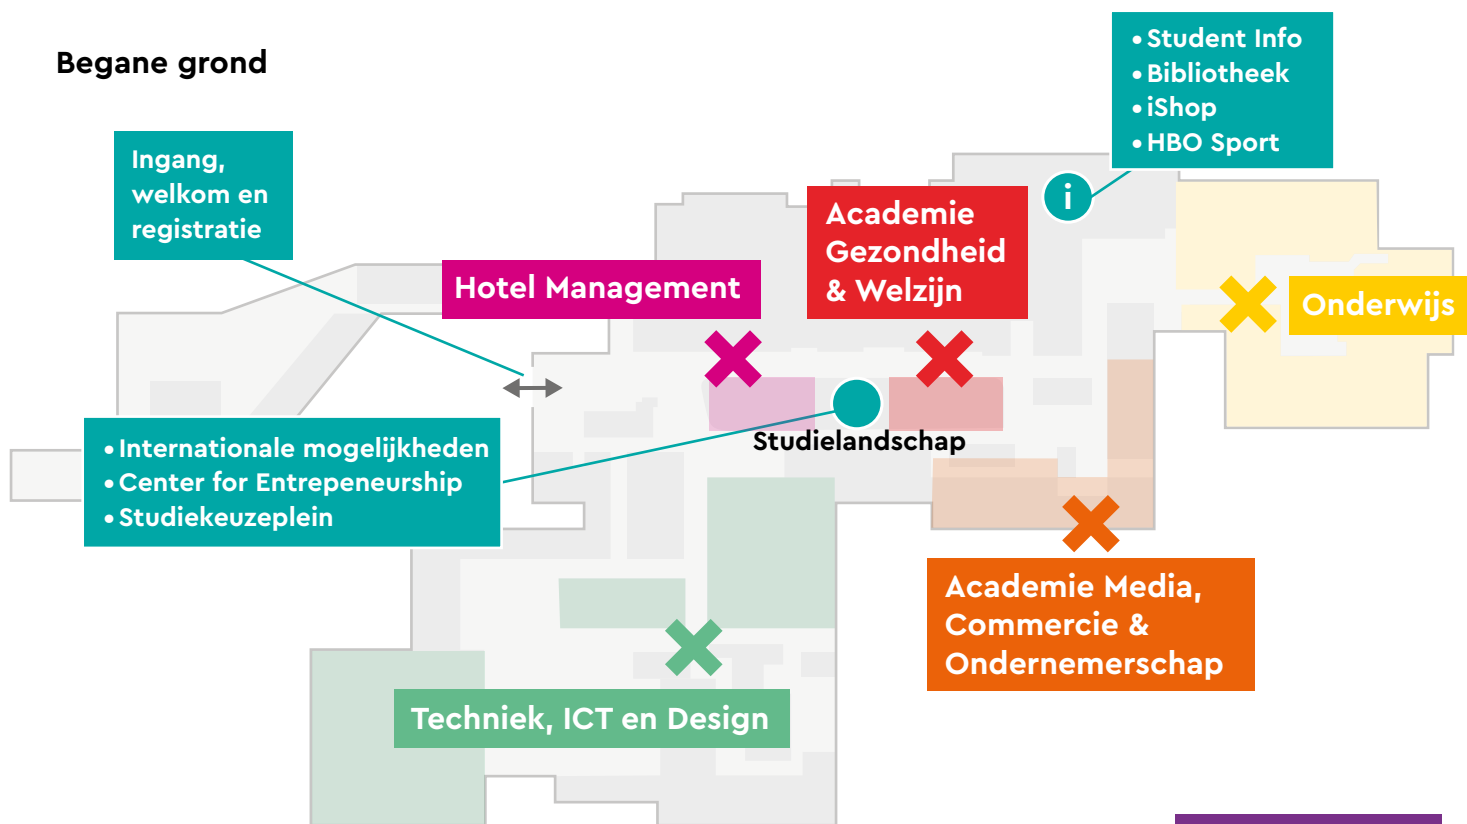 Begane grond
• Student Info
• Bibliotheek
• iShop
• HBO Sport
Ingang,
welkom en
registratie
i
Academie
Gezondheid
& Welzijn
Hotel Management
Onderwijs
Studielandschap
• Internationale mogelijkheden
• Center for Entrepeneurship
• Studiekeuzeplein
Academie Media,
Commercie &
Ondernemerschap
Techniek, ICT en Design